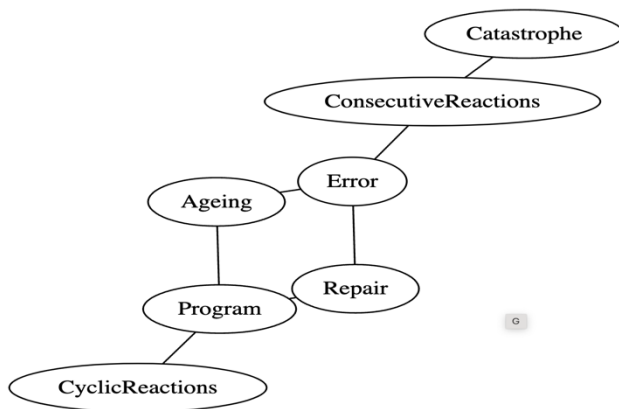 Catastrophe
ConsecutiveReactions
Error
Ageing
Repair
Program
G
CyclicReactions